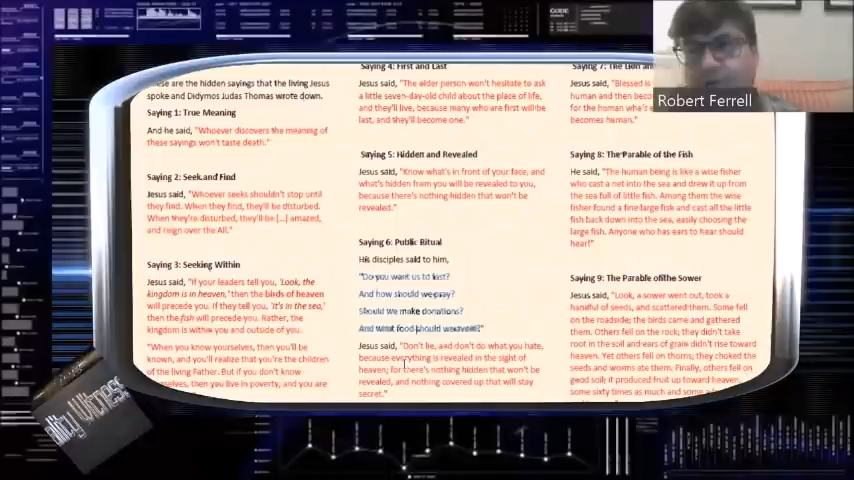 These are the hidden sayings that the living Jesus
spoke and Didymos Judas Thomas wrote down.
Saying 1: True Meaning
And he said, "Whoever discovers the meaning of
these sayings won't taste death."
Saying 2: Seek and Find
Jesus said, "Whoever seeks shouldn't stop until
they find. When they find, they'll be disturbed.
When they're disturbed, they'll be […] amazed,
and reign over the All."
Saying 3: Seeking Within
Jesus said, "If your leaders tell you, 'Look, the
kingdom is in heaven,' then the birds of heaven
will precede you. If they tell you, 'It's in the sea,'
then the fish will precede you. Rather, the
kingdom is within you and outside of you.
"When you know yourselves, then you'll be
known, and you'll realize that you're the children
of the living Father. But if you don't know
yourselves, then you live in poverty, and you are
Saying 4: First and Last
Jesus said, "The older person won't hesitate to ask
a little seven-day-old child about the place of life,
and they'll live, because many who are first will be
last, and they'll become one."
Saying 5: Hidden and Revealed
Jesus said, "Know what's in front of your face, and
what's hidden from you will be revealed to you,
because there's nothing hidden that won't be
revealed."
Saying 6: Public Ritual
His disciples said to him,
"Do you want us to fast?
And how should we pray?
Should we make donations?
And what food should we avoid?"
Jesus said, "Don't lie, and don't do what you hate,
because everything is revealed in the sight of
heaven; for there's nothing hidden that won't be
revealed, and nothing covered up that will stay
secret."
Saying 7: The Lion an
Jesus said, "Blessed is
human and then beco
for the human who's e
becomes human."
Saying 8: The Parable of the Fish
He said, "The human being is like a wise fisher
who cast a net into the sea and drew it up from
the sea full of little fish. Among them the wise
fisher found a fine large fish and cast all the little
fish back down into the sea, easily choosing the
large fish. Anyone who has ears to hear should
hear!"
Saying 9: The Parable of the Sower
Jesus said, "Look, a sower went out, took a
handful of seeds, and scattered them. Some fell
on the roadside; the birds came and gathered
them. Others fell on the rock; they didn't take
root in the soil and ears of grain didn't rise toward
heaven. Yet others fell on thorns; they choked the
seeds and worms ate them. Finally, others fell on
good soil; it produced fruit up toward heaven,
some sixty times as much and some a
Robert Ferrell
CODE
Witness